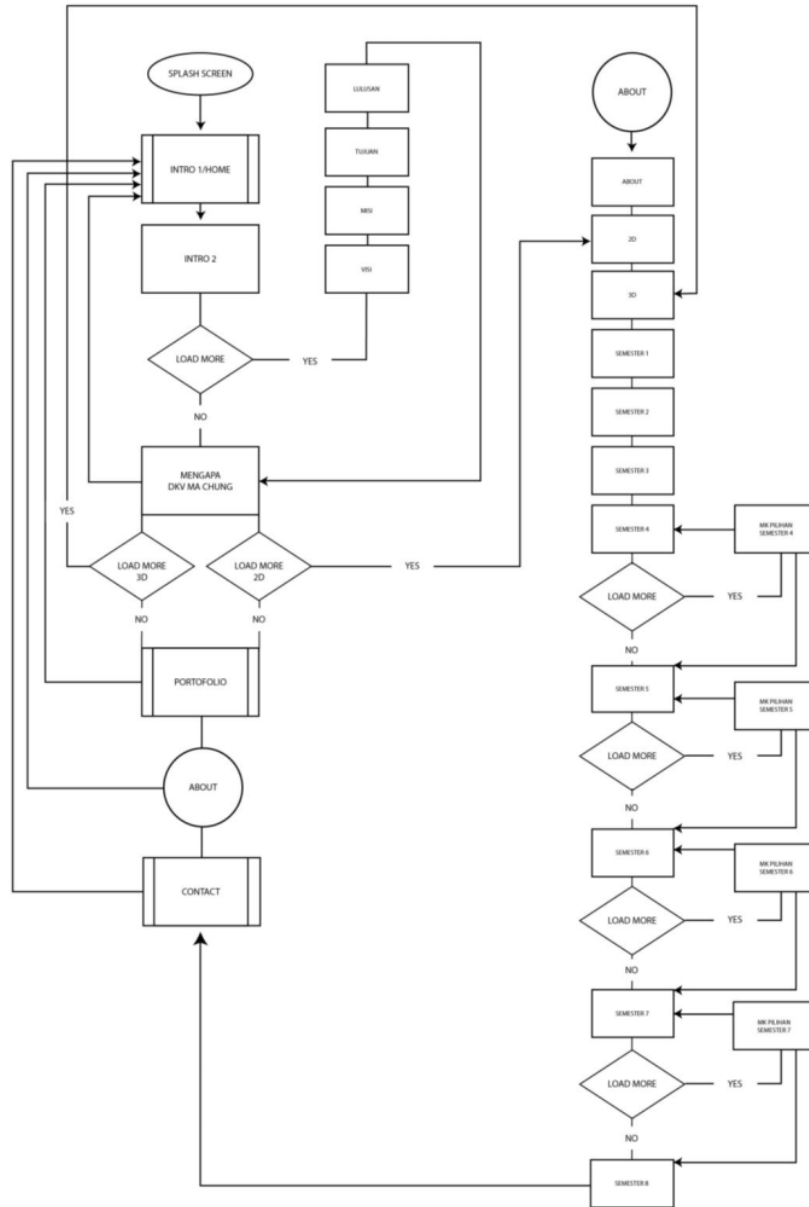 SPLASH SCREEN
INTRO 1/HOME
INTRO 2
LOAD MORE
YES
NO
LULUSAN
TUJUAN
MISI
VISI
MENGAPA
DKV MA CHUNG
YES
LOAD MORE
3D
LOAD MORE
2D
YES
NO
NO
PORTOFOLIO
ABOUT
CONTACT
ABOUT
ABOUT
2D
3D
SEMESTER 1
SEMESTER 2
SEMESTER 3
SEMESTER 4
MK PILIHAN
SEMESTER 4
LOAD MORE
YES
NO
SEMESTER 5
MK PILIHAN
SEMESTER 5
LOAD MORE
YES
NO
SEMESTER 6
MK PILIHAN
SEMESTER 6
LOAD MORE
YES
NO
SEMESTER 7
MK PILIHAN
SEMESTER 7
LOAD MORE
YES
NO
SEMESTER 8